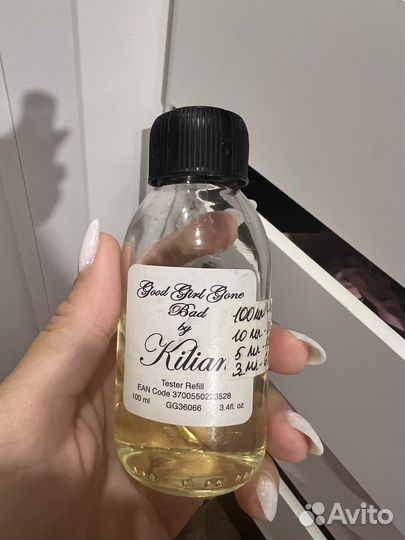 Good Girl Gone
Bad
by
Kilian
Tester Refill
EAN Code 3700550223528
100 ml GG36066 3.4fl. oz
100 мл -
10 мл -
5 мл -
3 мл -
Avito